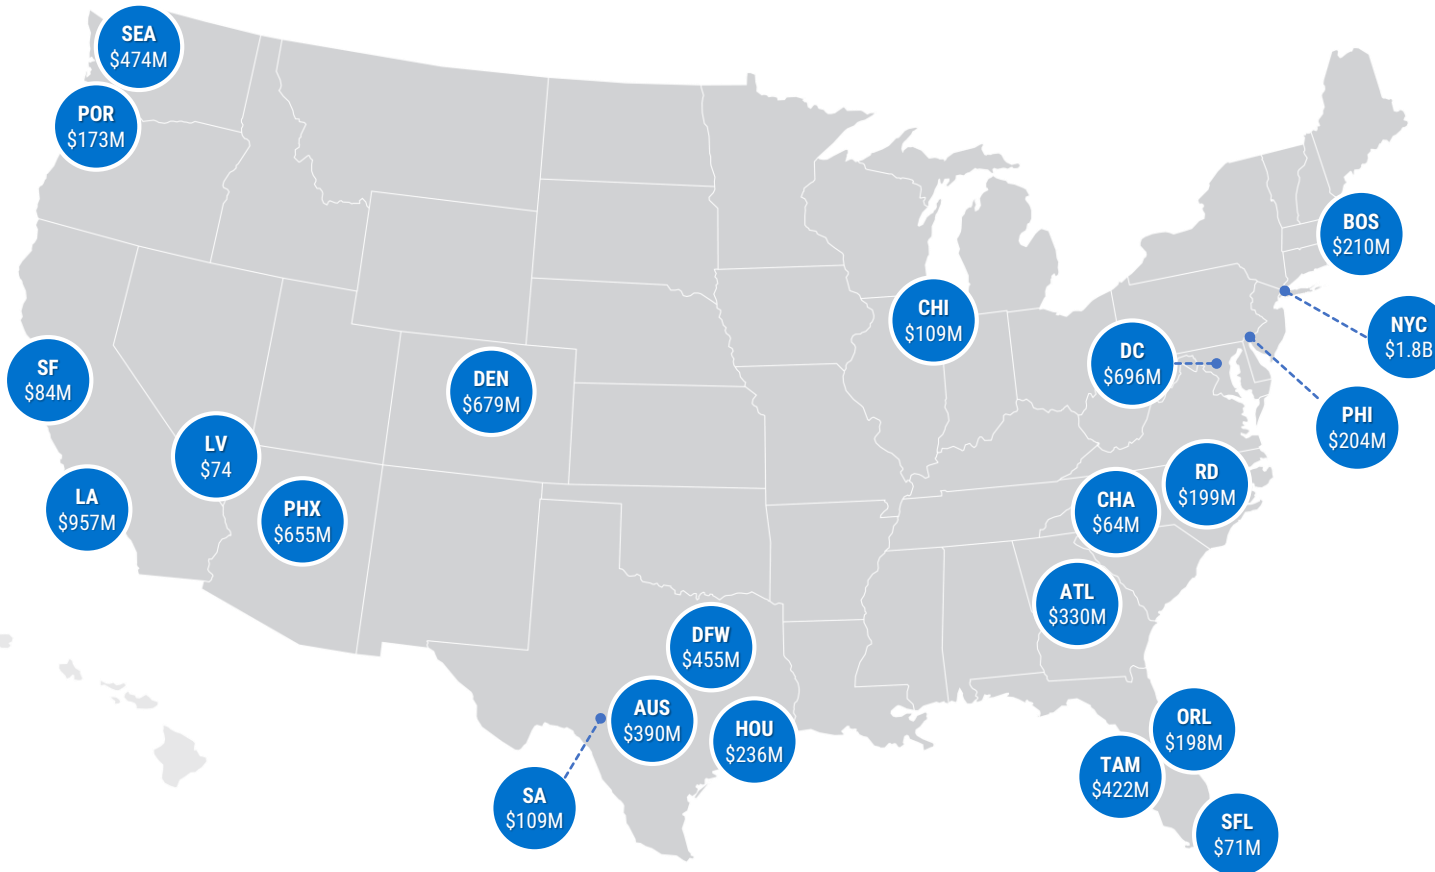 SEA
$474M
POR
$173M
BOS
$210M
CHI
$109M
NYC
$1.8B
DC
$696M
SF
$84M
DEN
$679M
PHI
$204M
LV
$74
RD
$199M
LA
$957M
PHX
$655M
CHA
$64M
ATL
$330M
DFW
$455M
AUS
$390M
HOU
$236M
ORL
$198M
TAM
$422M
SA
$109M
SFL
$71M